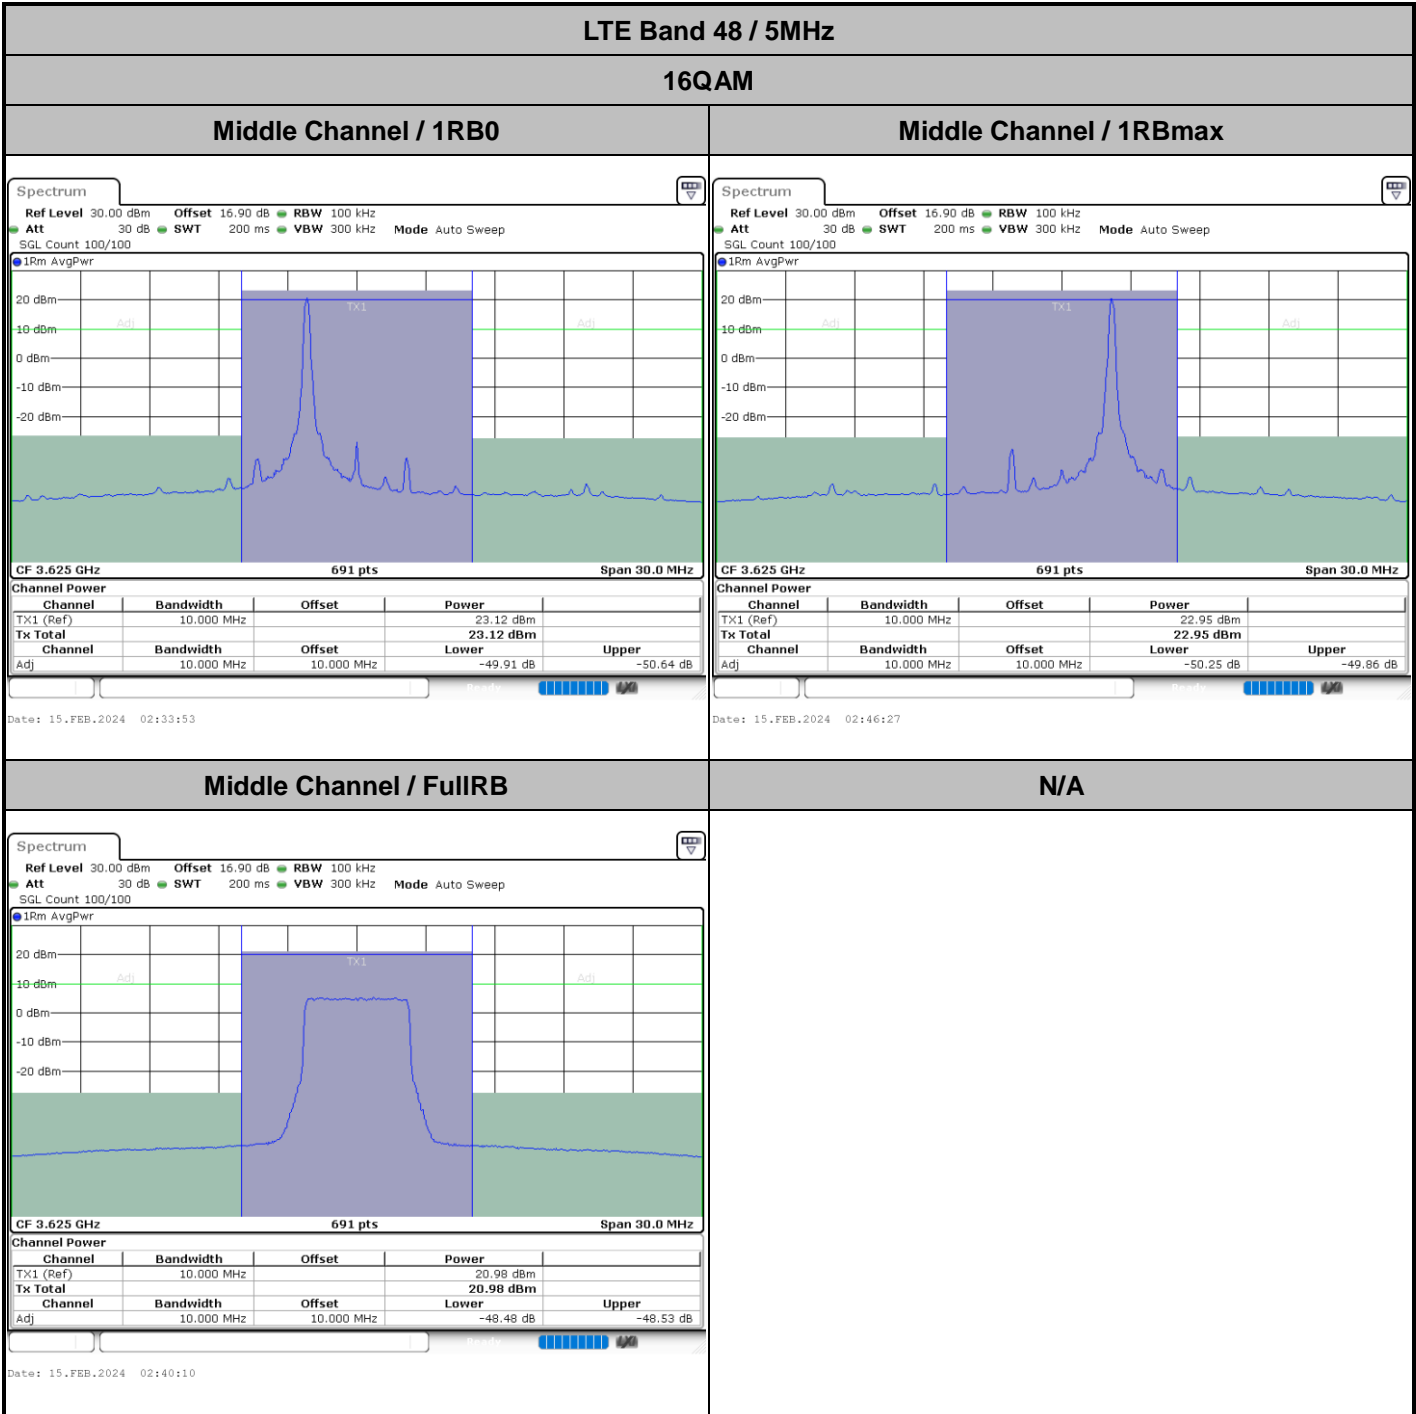 LTE Band 48 / 5MHz
16QAM
Middle Channel / 1RB0
Middle Channel / 1RBmax
Spectrum
Ref Level 30.00 dBm Offset 16.90 dB RBW 100 kHz
Att 30 dB SWT 200 ms VBW 300 kHz Mode Auto Sweep
SGL Count 100/100
1Rm AvgPwr
TX1
Adj
Adj
20 dBm
10 dBm
0 dBm
-10 dBm
-20 dBm
CF 3.625 GHz 691 pts Span 30.0 MHz
Channel Power
Channel Bandwidth Offset Power
TX1 (Ref) 10.000 MHz 23.12 dBm
Tx Total 23.12 dBm
Channel Bandwidth Offset Lower Upper
Adj 10.000 MHz 10.000 MHz -49.91 dB -50.64 dB
Ready
Date: 15.FEB.2024 02:33:53
Spectrum
Ref Level 30.00 dBm Offset 16.90 dB RBW 100 kHz
Att 30 dB SWT 200 ms VBW 300 kHz Mode Auto Sweep
SGL Count 100/100
1Rm AvgPwr
TX1
Adj
Adj
20 dBm
10 dBm
0 dBm
-10 dBm
-20 dBm
CF 3.625 GHz 691 pts Span 30.0 MHz
Channel Power
Channel Bandwidth Offset Power
TX1 (Ref) 10.000 MHz 22.95 dBm
Tx Total 22.95 dBm
Channel Bandwidth Offset Lower Upper
Adj 10.000 MHz 10.000 MHz -50.25 dB -49.86 dB
Ready
Date: 15.FEB.2024 02:46:27
Middle Channel / FullRB
N/A
Spectrum
Ref Level 30.00 dBm Offset 16.90 dB RBW 100 kHz
Att 30 dB SWT 200 ms VBW 300 kHz Mode Auto Sweep
SGL Count 100/100
1Rm AvgPwr
TX1
Adj
Adj
20 dBm
10 dBm
0 dBm
-10 dBm
-20 dBm
CF 3.625 GHz 691 pts Span 30.0 MHz
Channel Power
Channel Bandwidth Offset Power
TX1 (Ref) 10.000 MHz 20.98 dBm
Tx Total 20.98 dBm
Channel Bandwidth Offset Lower Upper
Adj 10.000 MHz 10.000 MHz -48.48 dB -48.53 dB
Ready
Date: 15.FEB.2024 02:40:10